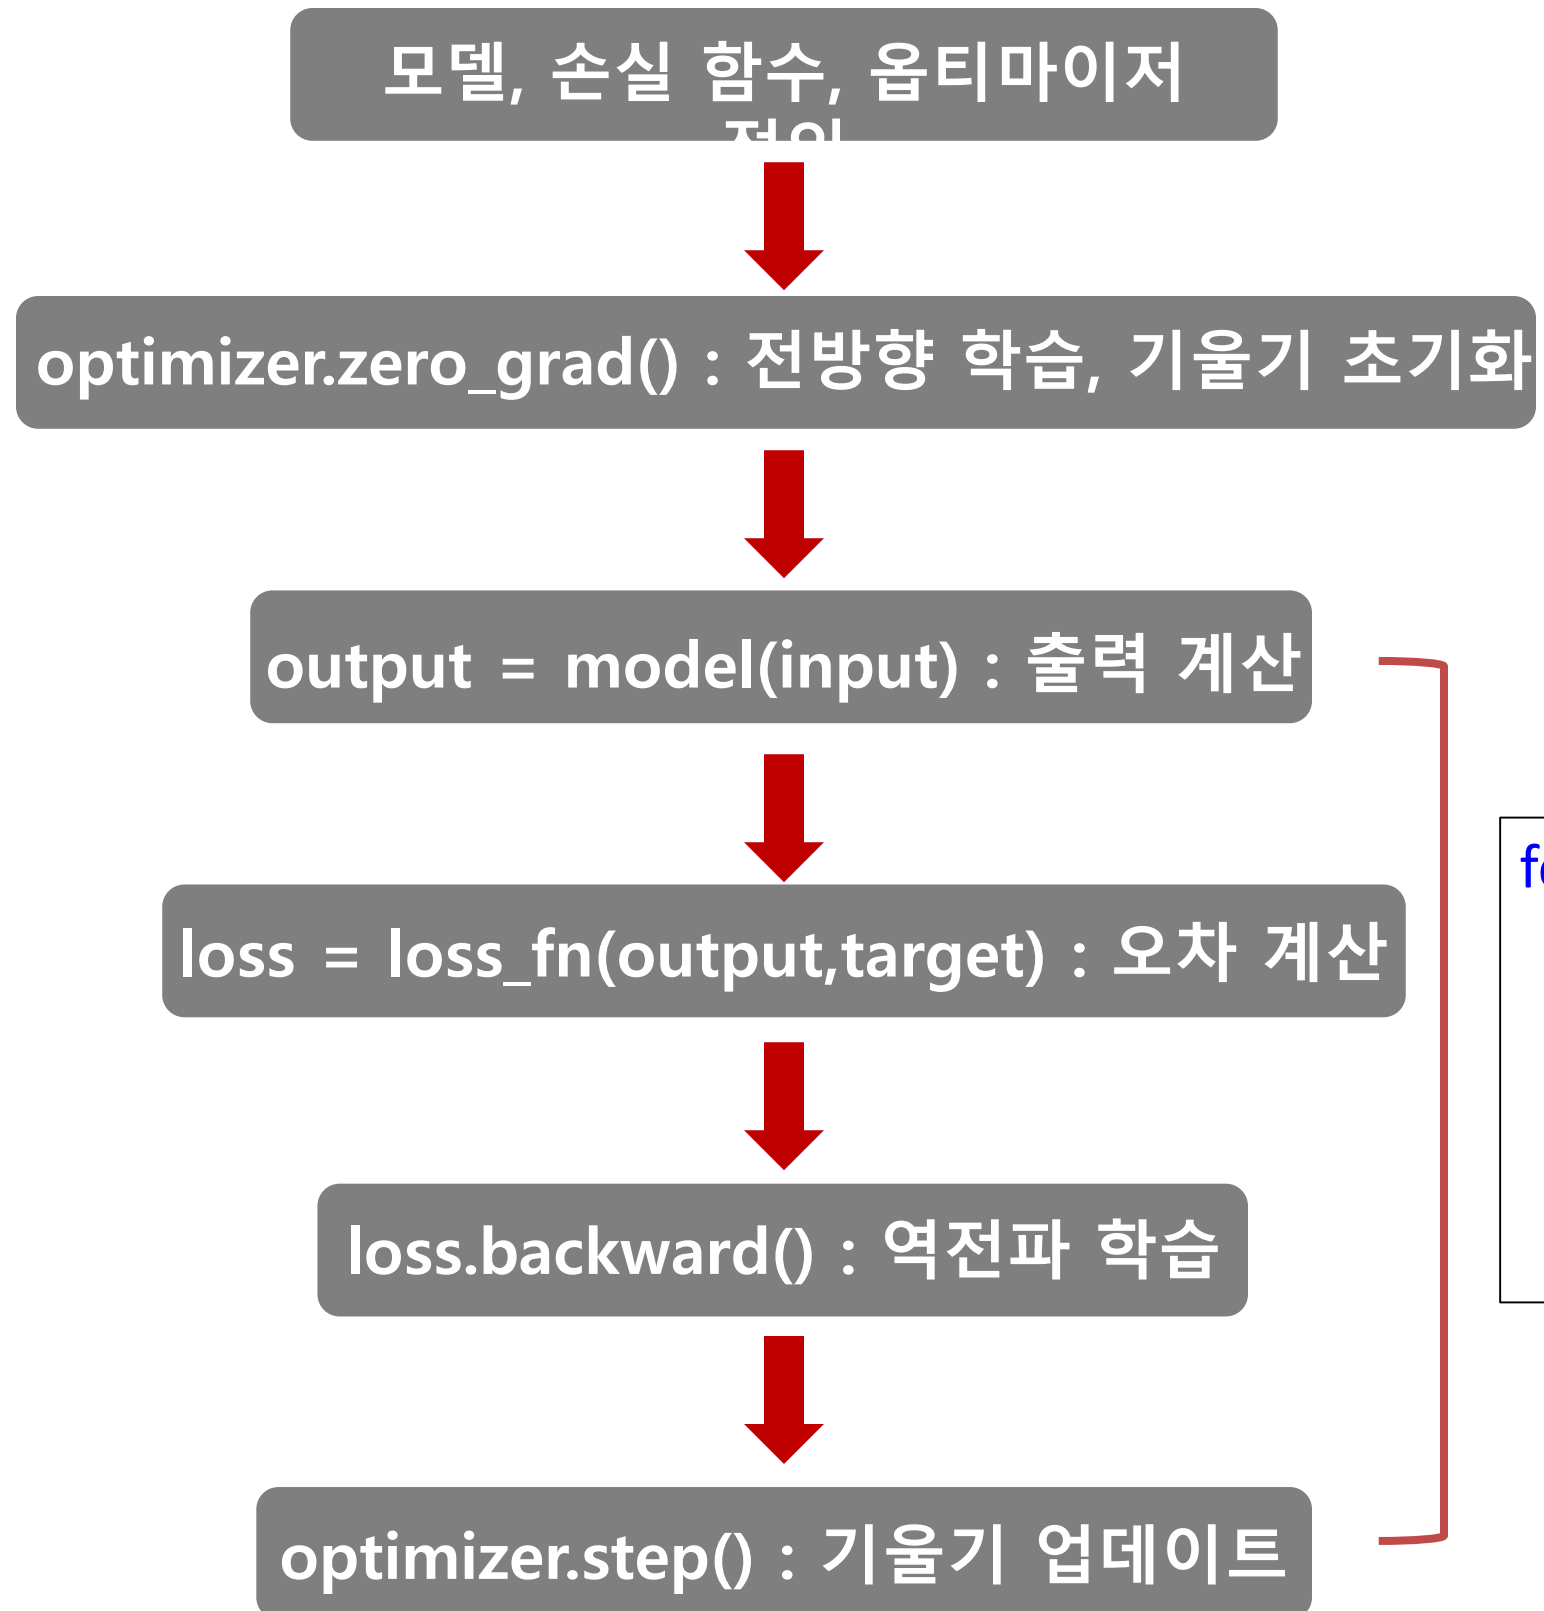 모델, 손실 함수, 옵티마이저
optimizer.zero_grad() : 전방향 학습, 기울기 초기화
output = model(input) : 출력 계산
loss = loss_fn(output,target) : 오차 계산
loss.backward() : 역전파 학습
optimizer.step() : 기울기 업데이트